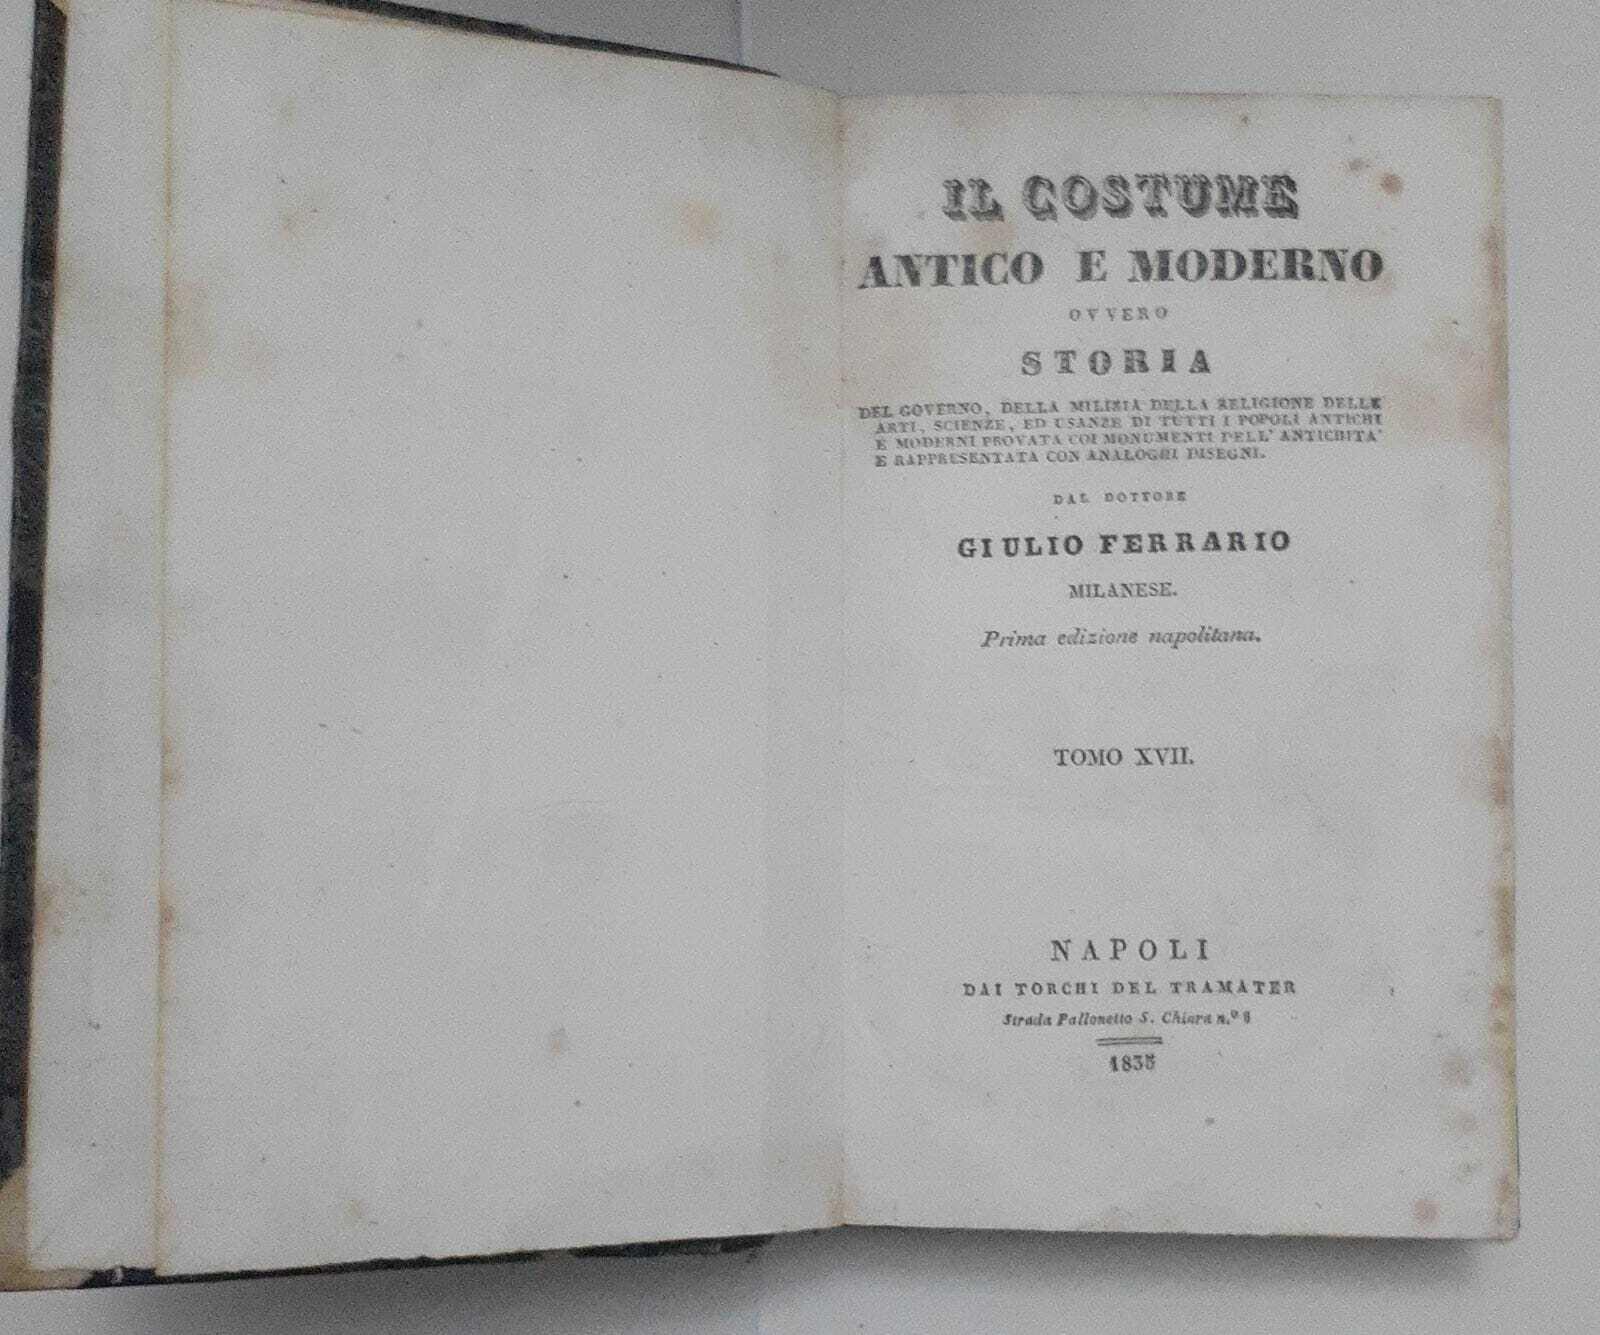 IL COSTUME
ANTICO E MODERNO
OVVERO
STORIA
DEL GOVERNO, DELLA MILIZIA DELLA RELIGIONE DELLE
ARTI, SCIENZE, ED USANZE DI TUTTI I POPOLI ANTICHI
E MODERNI PROVATA COI MONUMENTI DELL' ANTICHITA'
E RAPPRESENTATA CON ANALOGHI DISEGNI.
DAL DOTTORE
GIULIO FERRARIO
MILANESE.
Prima edizione napolitana.
TOMO XVII.
NAPOLI
DAI TORCHI DEL TRAMATER
Strada Pallonetto S. Chiara n.º
1835